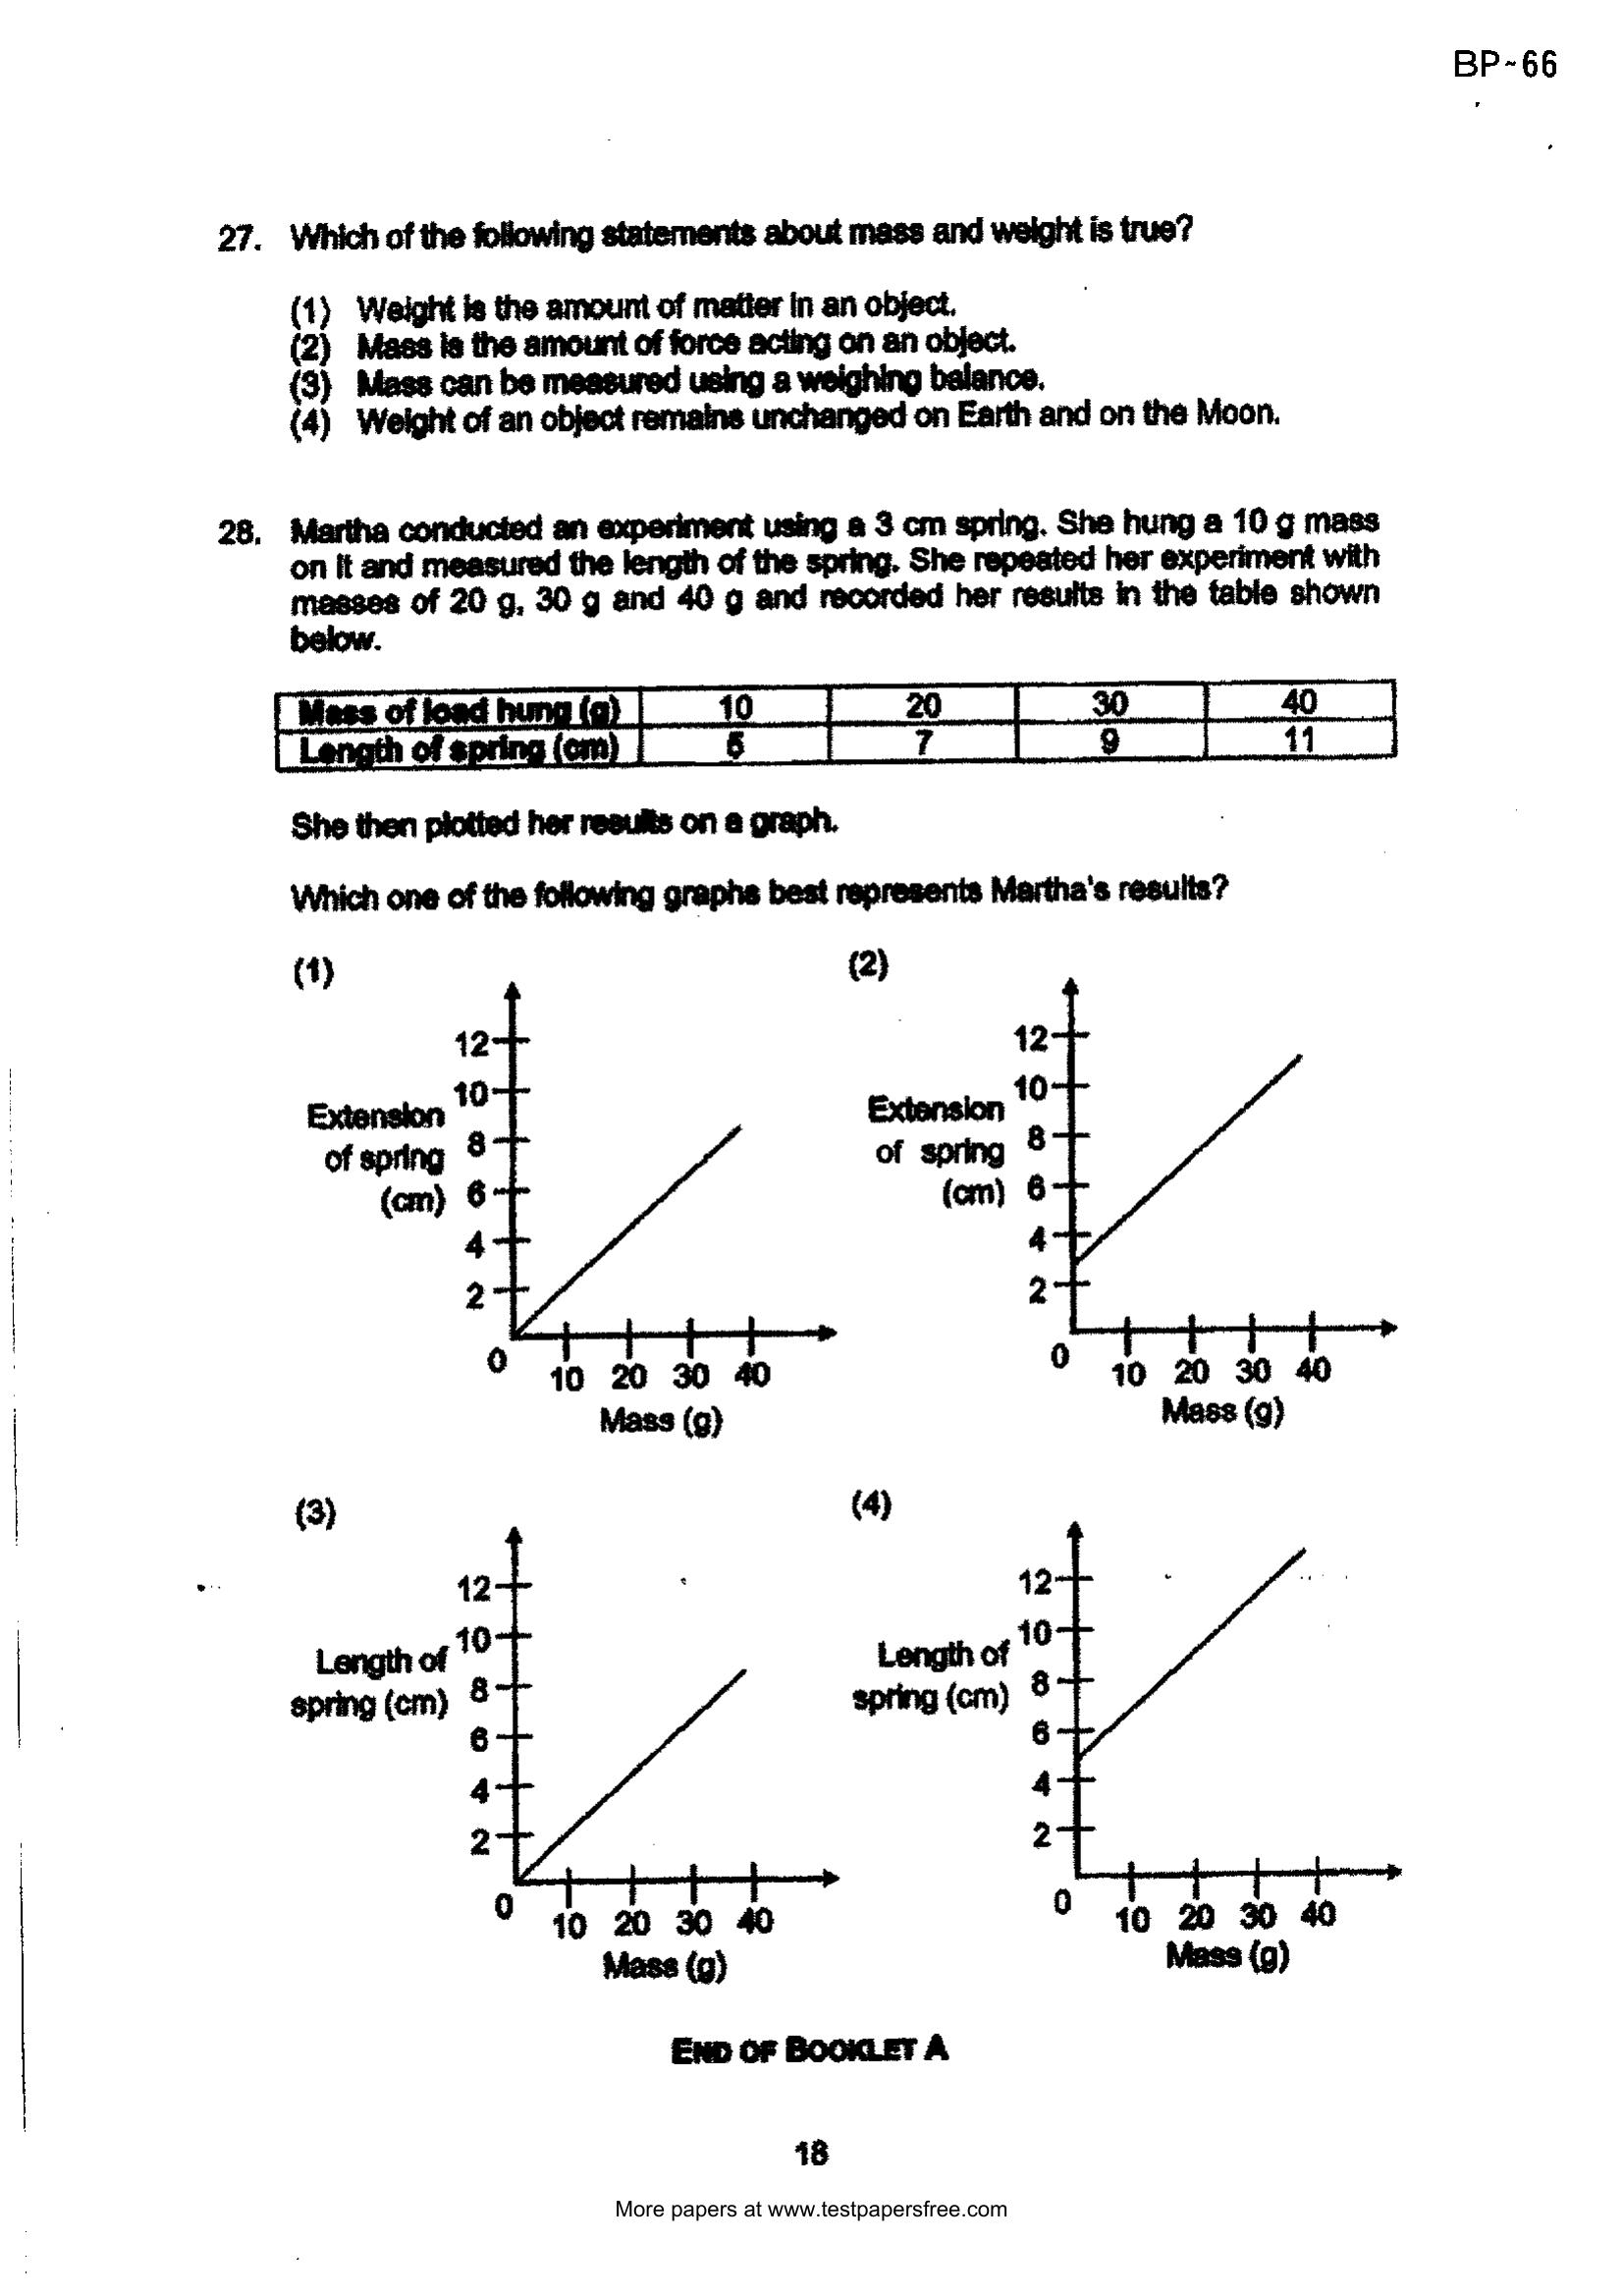 BP-66
27. Which of the following statements about mass and weight is true?
(1) Weight is the amount of matter in an object.
(2) Mass is the amount of force acting on an object.
(3) Mass can be measured using a weighing balance.
(4) Weight of an object remains unchanged on Earth and on the Moon.
28. Martha conducted an experiment using a 3 cm spring. She hung a 10 g mass
on it and measured the length of the spring. She repeated her experiment with
masses of 20 g, 30 g and 40 g and recorded her results in the table shown
below.
Mass of load hung (g) 10 20 30 40
Length of spring (cm) 5 7 9 11
She then plotted her results on a graph.
Which one of the following graphs best represents Martha's results?
(1)
12
10
Extension
of spring
(cm)
8
6
4
2
0
10 20 30 40
Mass (g)
(2)
12
10
Extension
of spring
(cm)
8
6
4
2
0
10 20 30 40
Mass (g)
(3)
12
10
Length of
spring (cm)
8
6
4
2
0
10 20 30 40
Mass (g)
(4)
12
10
Length of
spring (cm)
8
6
4
2
0
10 20 30 40
Mass (g)
END OF BOOKLET A
18
More papers at www.testpapersfree.com